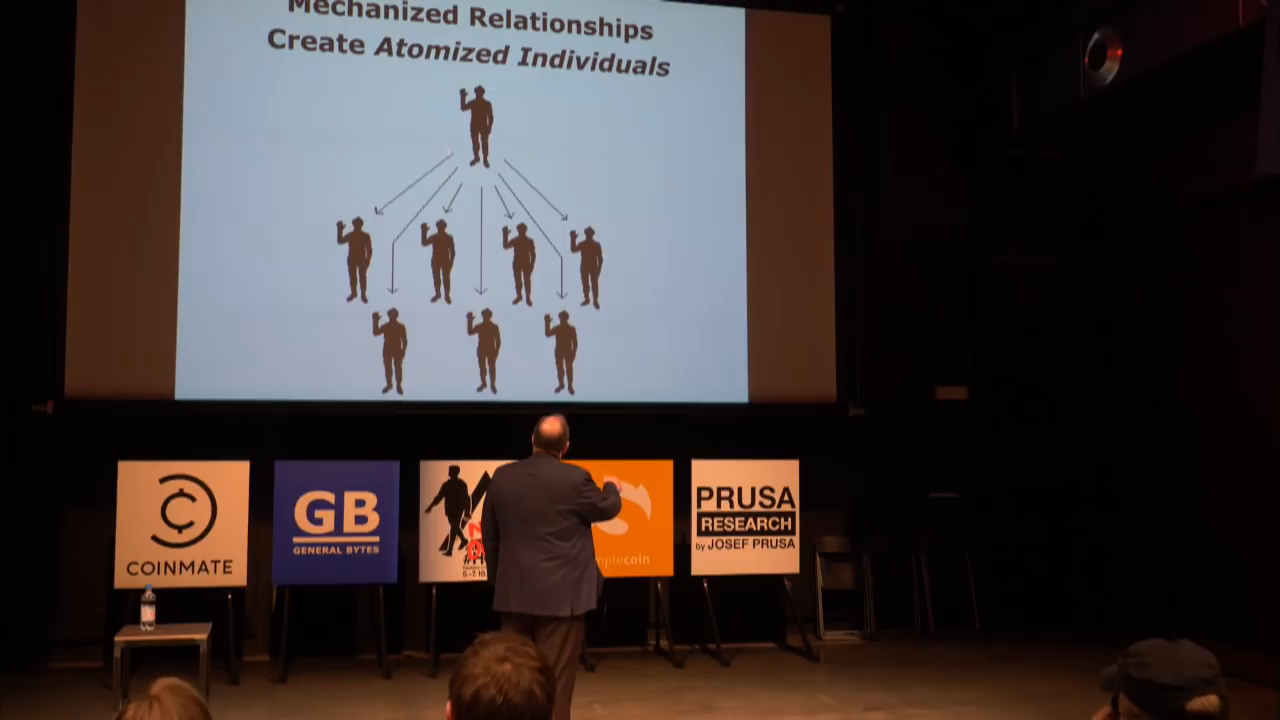 Mechanized Relationships
Create Atomized Individuals
COINMATE
GB
GENERAL BYTES
PRUSA
RESEARCH
by JOSEF PRUSA